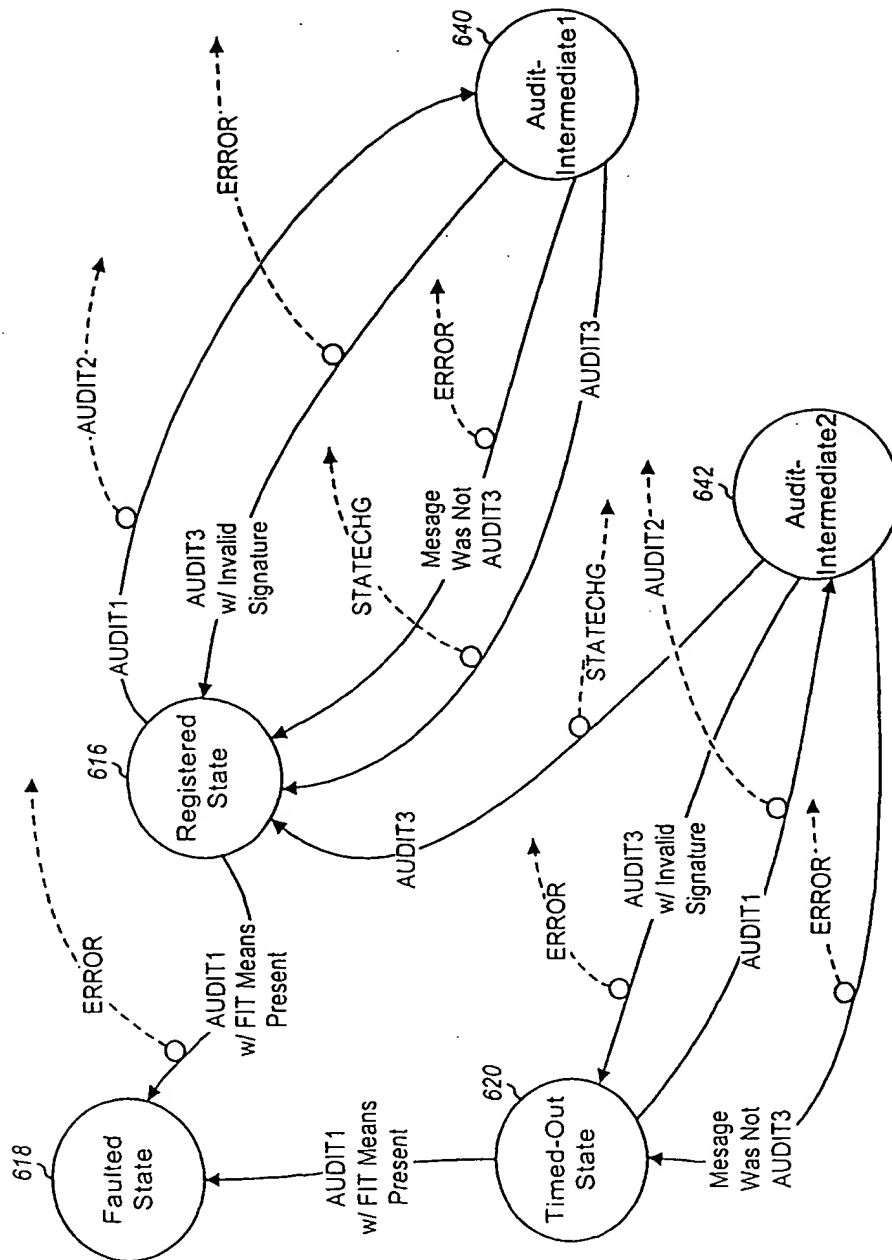 618
Faulted
State
ERROR
AUDIT1
w/ FIT Means
Present
616
Registered
State
AUDIT1
AUDIT2
AUDIT3
w/ Invalid
Signature
ERROR
STATECHG
Mesage
Was Not
AUDIT3
ERROR
AUDIT3
640
Audit-
Intermediate1
AUDIT1
w/ FIT Means
Present
620
Timed-Out
State
AUDIT3
STATECHG
ERROR
AUDIT3
w/ Invalid
Signature
AUDIT2
AUDIT1
ERROR
Mesage
Was Not
AUDIT3
642
Audit-
Intermediate2